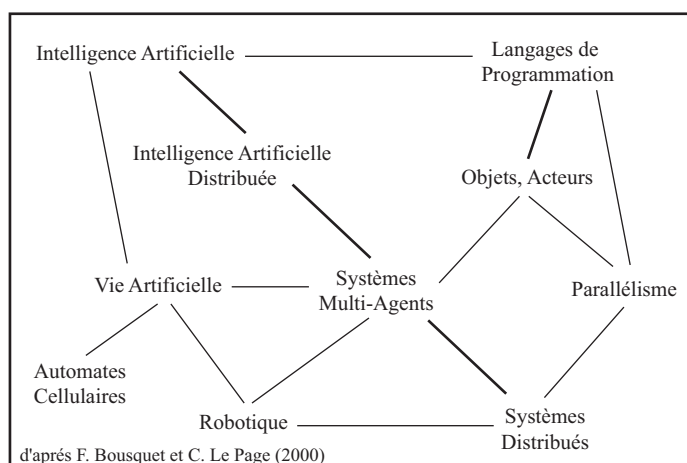 Intelligence Artificielle
Langages de
Programmation
Intelligence Artificielle
Distribuée
Objets, Acteurs
Vie Artificielle
Systèmes
Multi-Agents
Parallélisme
Automates
Cellulaires
Robotique
Systèmes
Distribués
d'aprés F. Bousquet et C. Le Page (2000)